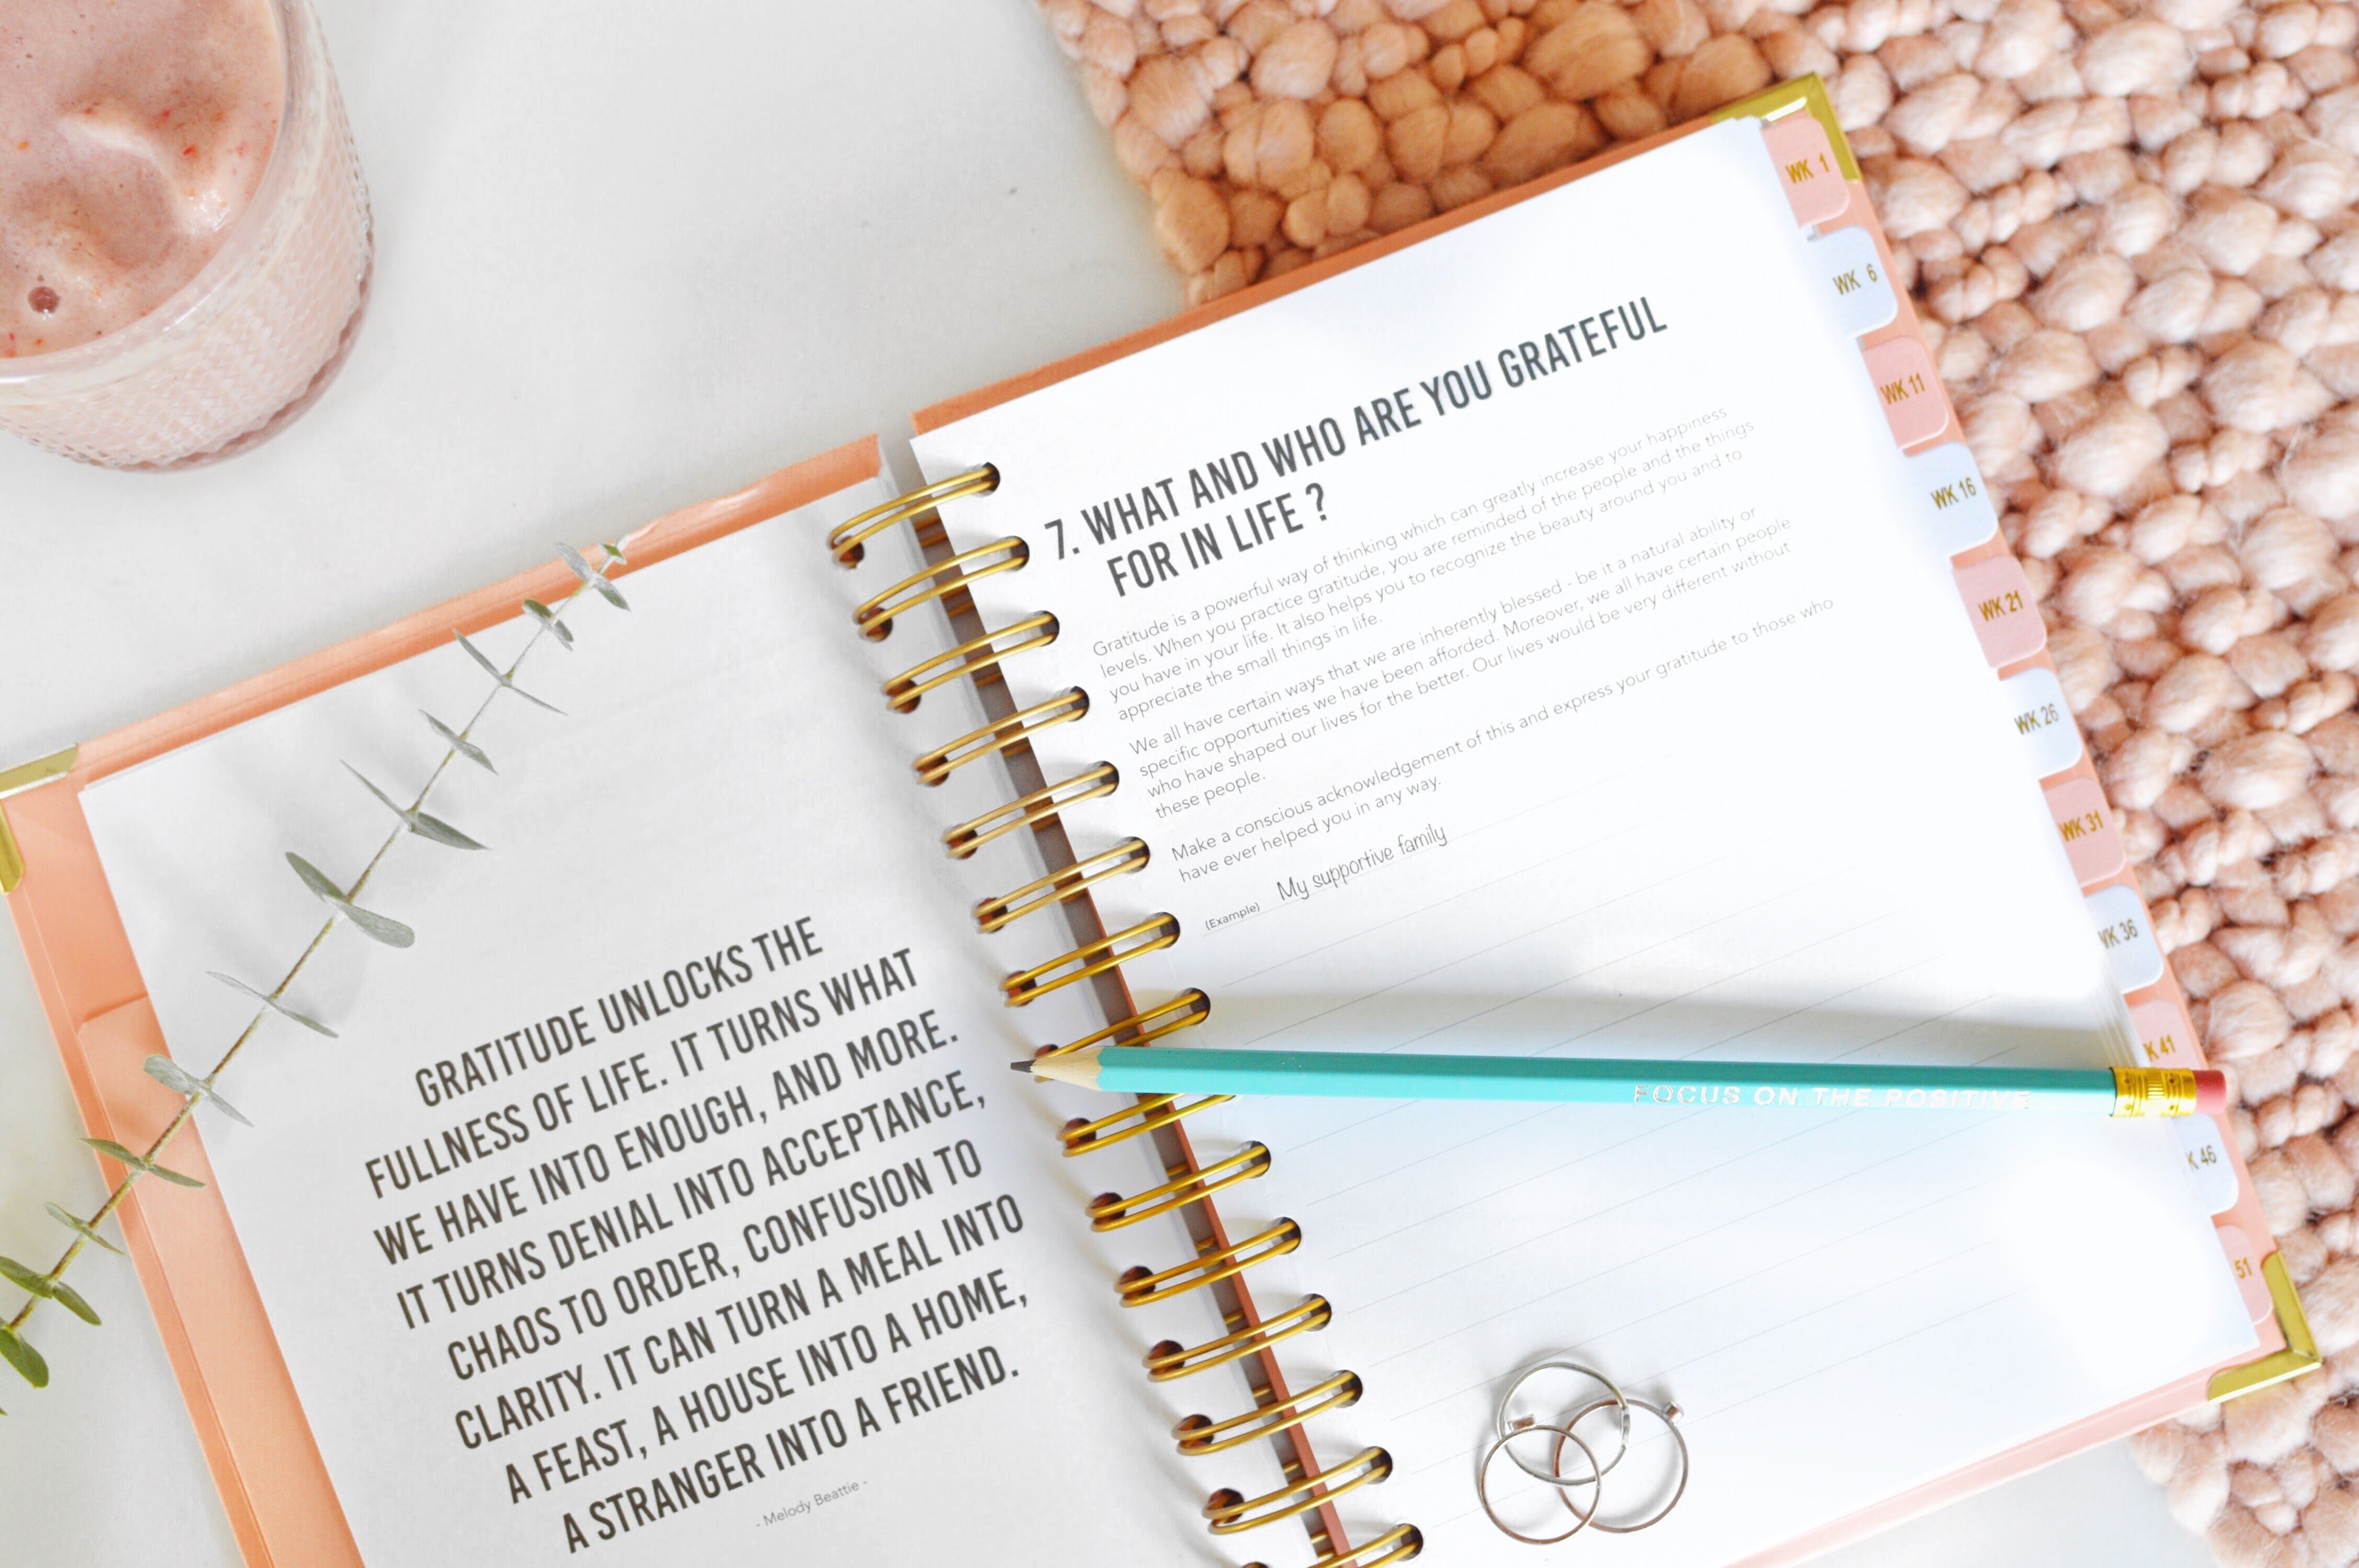 GRATITUDE UNLOCKS THE
FULLNESS OF LIFE. IT TURNS WHAT
WE HAVE INTO ENOUGH, AND MORE.
IT TURNS DENIAL INTO ACCEPTANCE,
CHAOS TO ORDER, CONFUSION TO
CLARITY. IT CAN TURN A MEAL INTO
A FEAST, A HOUSE INTO A HOME,
A STRANGER INTO A FRIEND.
- Melody Beattie -
7. WHAT AND WHO ARE YOU GRATEFUL
FOR IN LIFE ?
Gratitude is a powerful way of thinking which can greatly increase your happiness
levels. When you practice gratitude, you are reminded of the people and the things
you have in your life. It also helps you to recognize the beauty around you and to
appreciate the small things in life.
We all have certain ways that we are inherently blessed - be it a natural ability or
specific opportunities we have been afforded. Moreover, we all have certain people
who have shaped our lives for the better. Our lives would be very different without
these people.
Make a conscious acknowledgement of this and express your gratitude to those who
have ever helped you in any way.
(Example) My supportive family
FOCUS ON THE POSITIVE
WK 1
WK 6
WK 11
WK 16
WK 21
WK 26
WK 31
WK 36
K 41
K 46
51